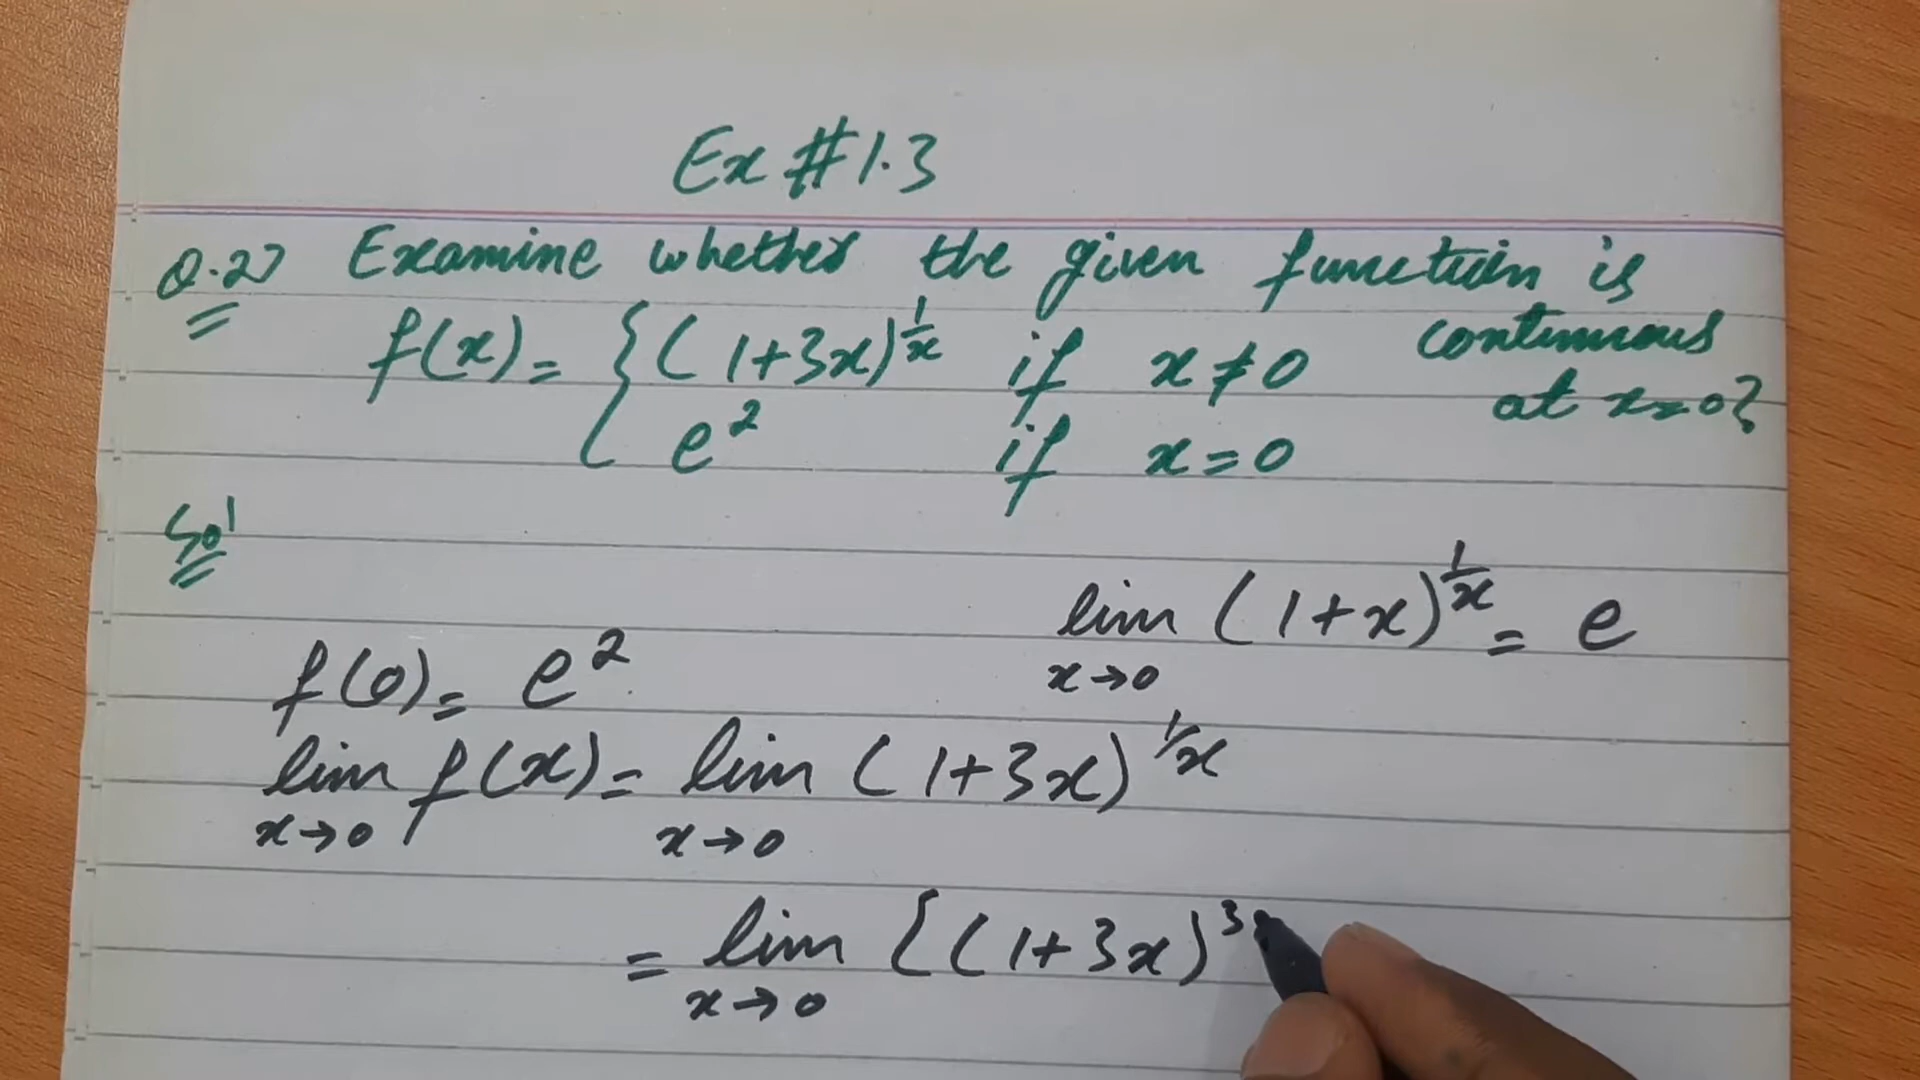 Ex #1.3
Q.27 Examine whether the given function is
continuous
f(x) = { (1+3x)^{1/x} if x ≠ 0
at x=0?
e^2 if x = 0
Sol
lim (1+x)^{1/x} = e
x→0
f(0) = e^2
lim f(x) = lim (1+3x)^{1/x}
x→0 x→0
= lim [(1+3x)^3
x→0